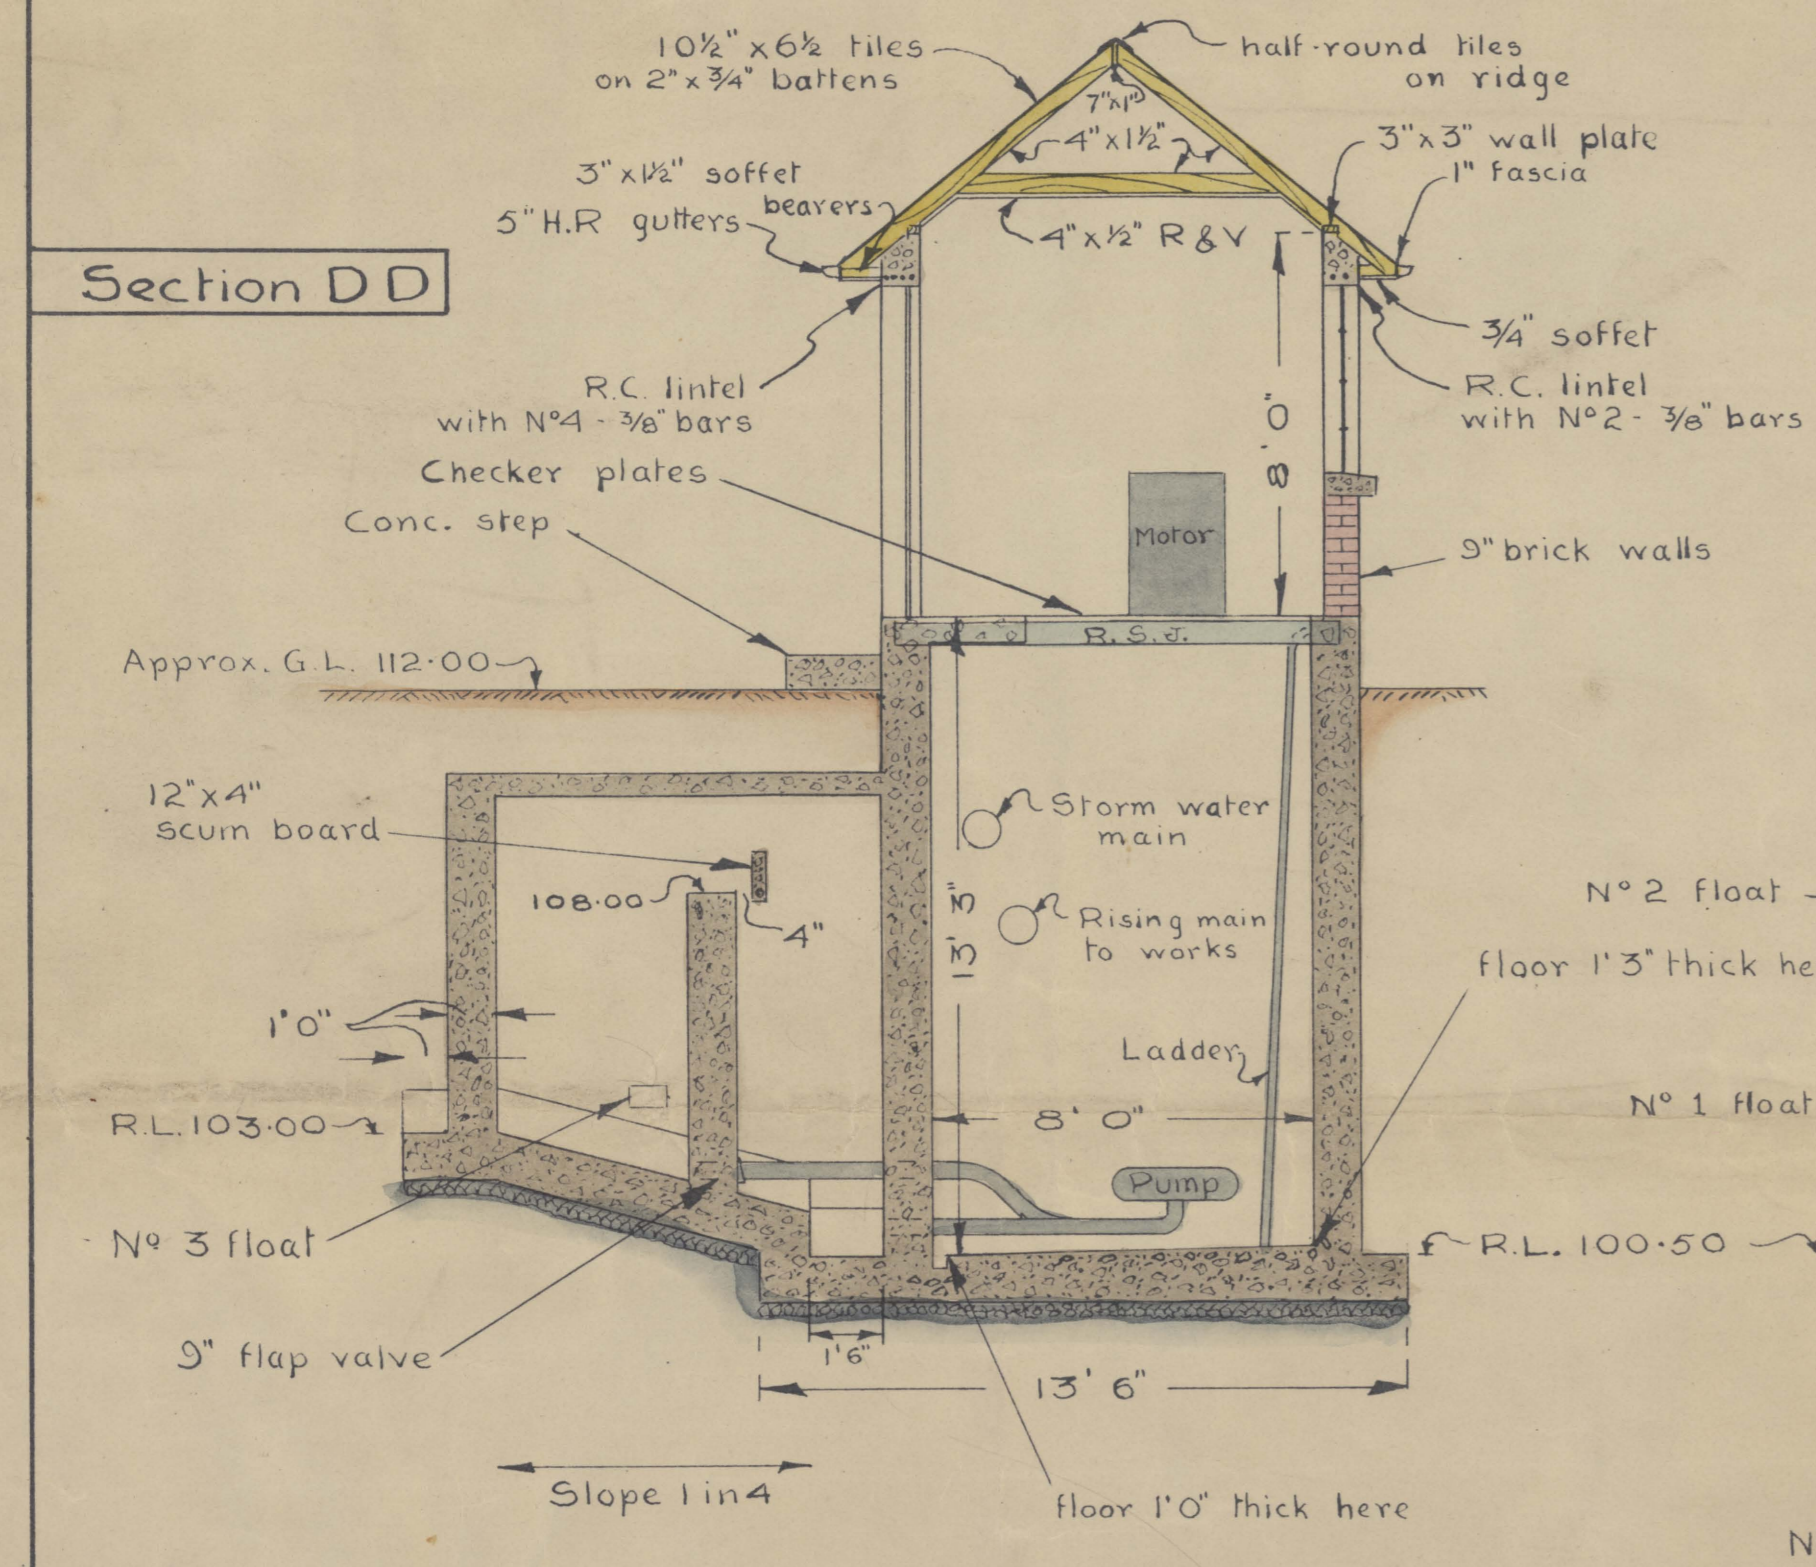 10½" x 6½ tiles
on 2" x ¾" battens
half-round tiles
on ridge
7"x1"
4"x1½"
3"x3" wall plate
1" fascia
3" x1½" soffet
bearers
5" H.R gutters
4"x½" R & V
Section D D
¾" soffet
R.C. lintel
with Nº4 - ⅜" bars
R.C. lintel
with Nº2 - ⅜" bars
8' 0"
Checker plates
Conc. step
Motor
9" brick walls
R.S.J.
Approx. G.L. 112·00
12"x4"
scum board
Storm water
main
108·00
4"
13' 3"
Rising main
to works
Nº 2 float
floor 1'3" thick he
1'0"
Ladder
R.L. 103·00
8' 0"
Nº 1 float
Pump
Nº 3 float
R.L. 100·50
9" flap valve
1'6"
13' 6"
Slope 1 in 4
floor 1'0" thick here
N